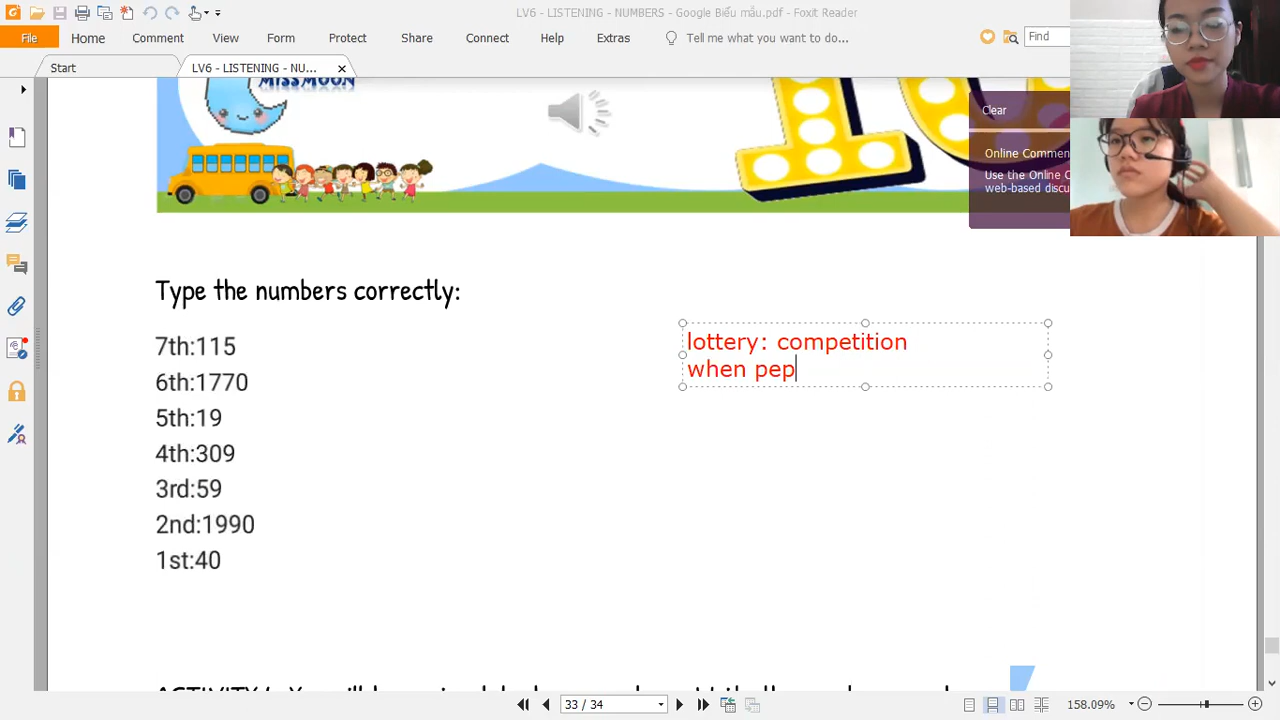 LV6 - LISTENING - NUMBERS - Google Biểu mẫu.pdf - Foxit Reader
File Home Comment View Form Protect Share Connect Help Extras Tell me what you want to do... Find
Start LV6 - LISTENING - NU...
MISSMOON
Clear
Online Commen
Use the Online C
web-based discu
Type the numbers correctly:
7th:115
6th:1770
5th:19
4th:309
3rd:59
2nd:1990
1st:40
lottery: competition
when pep
33 / 34
158.09%